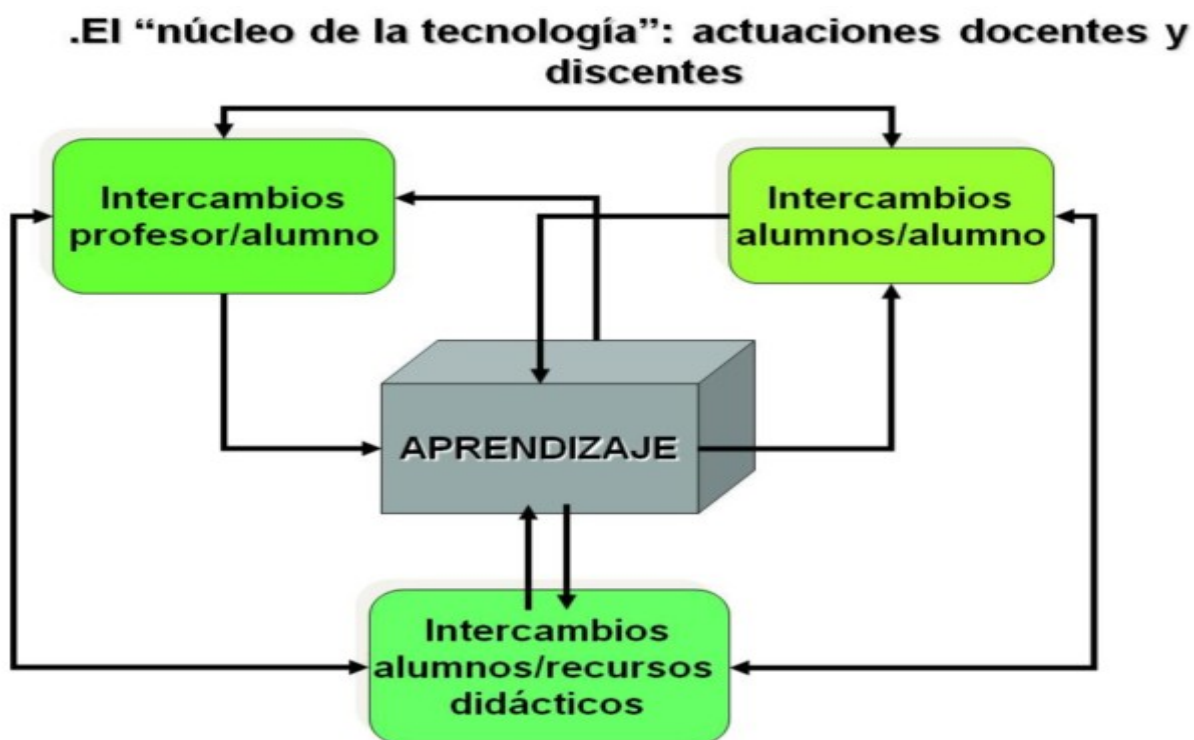 .El “núcleo de la tecnología”: actuaciones docentes y
discentes
Intercambios
profesor/alumno
Intercambios
alumnos/alumno
APRENDIZAJE
Intercambios
alumnos/recursos
didácticos